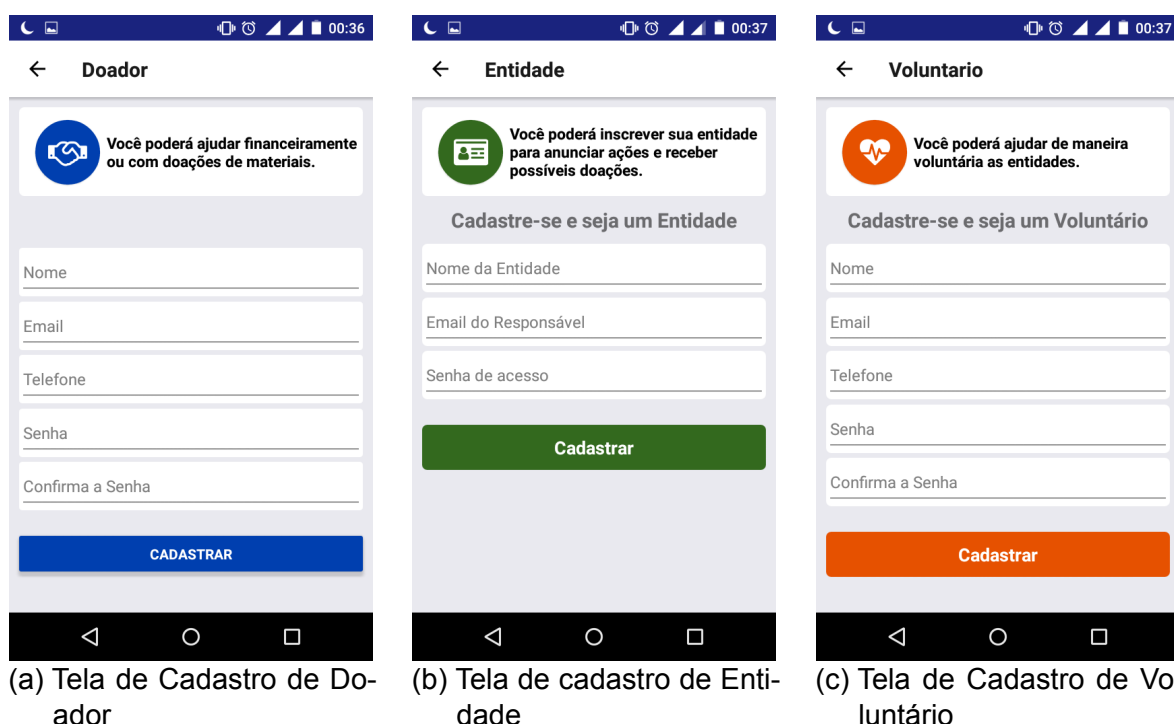 00:36
Doador
Você poderá ajudar financeiramente
ou com doações de materiais.
Nome
Email
Telefone
Senha
Confirma a Senha
CADASTRAR
(a) Tela de Cadastro de Do-
ador
00:37
Entidade
Você poderá inscrever sua entidade
para anunciar ações e receber
possíveis doações.
Cadastre-se e seja um Entidade
Nome da Entidade
Email do Responsável
Senha de acesso
Cadastrar
(b) Tela de cadastro de Enti-
dade
00:37
Voluntario
Você poderá ajudar de maneira
voluntária as entidades.
Cadastre-se e seja um Voluntário
Nome
Email
Telefone
Senha
Confirma a Senha
Cadastrar
(c) Tela de Cadastro de Vo
luntário